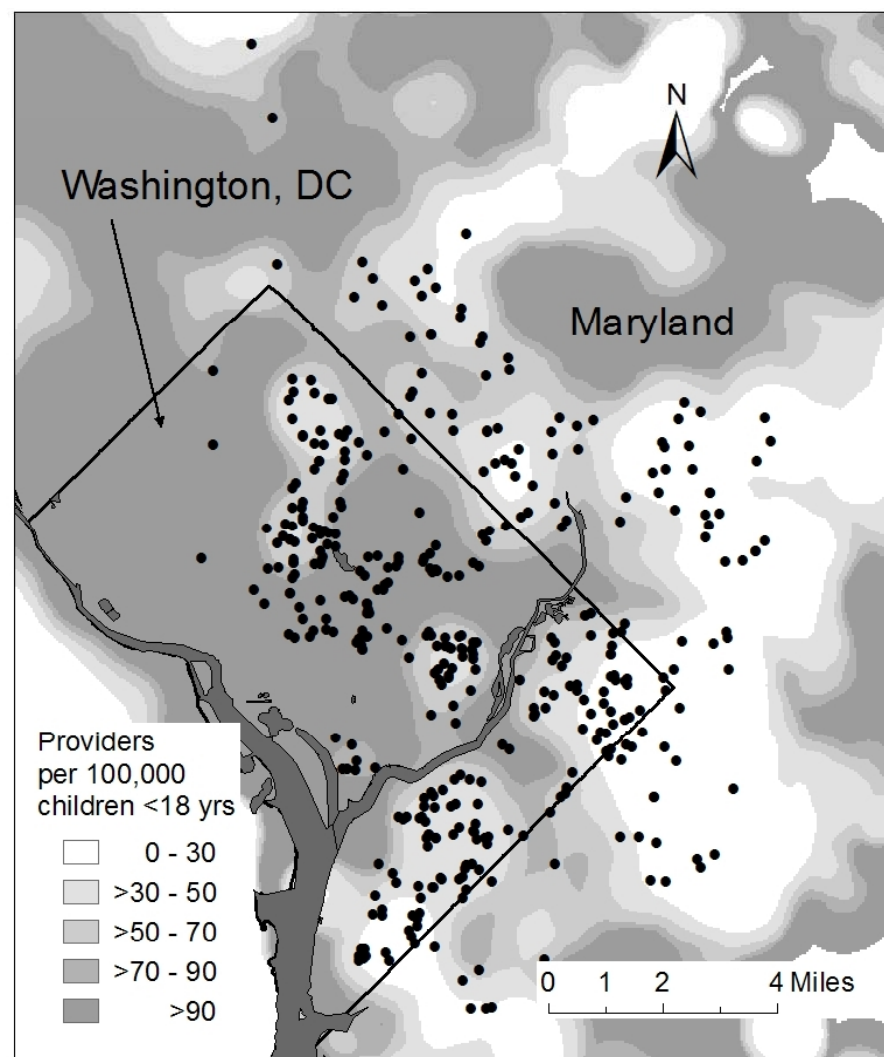 N
Washington, DC
Maryland
Providers
per 100,000
children <18 yrs
0 - 30
>30 - 50
>50 - 70
>70 - 90
>90
0 1 2 4 Miles